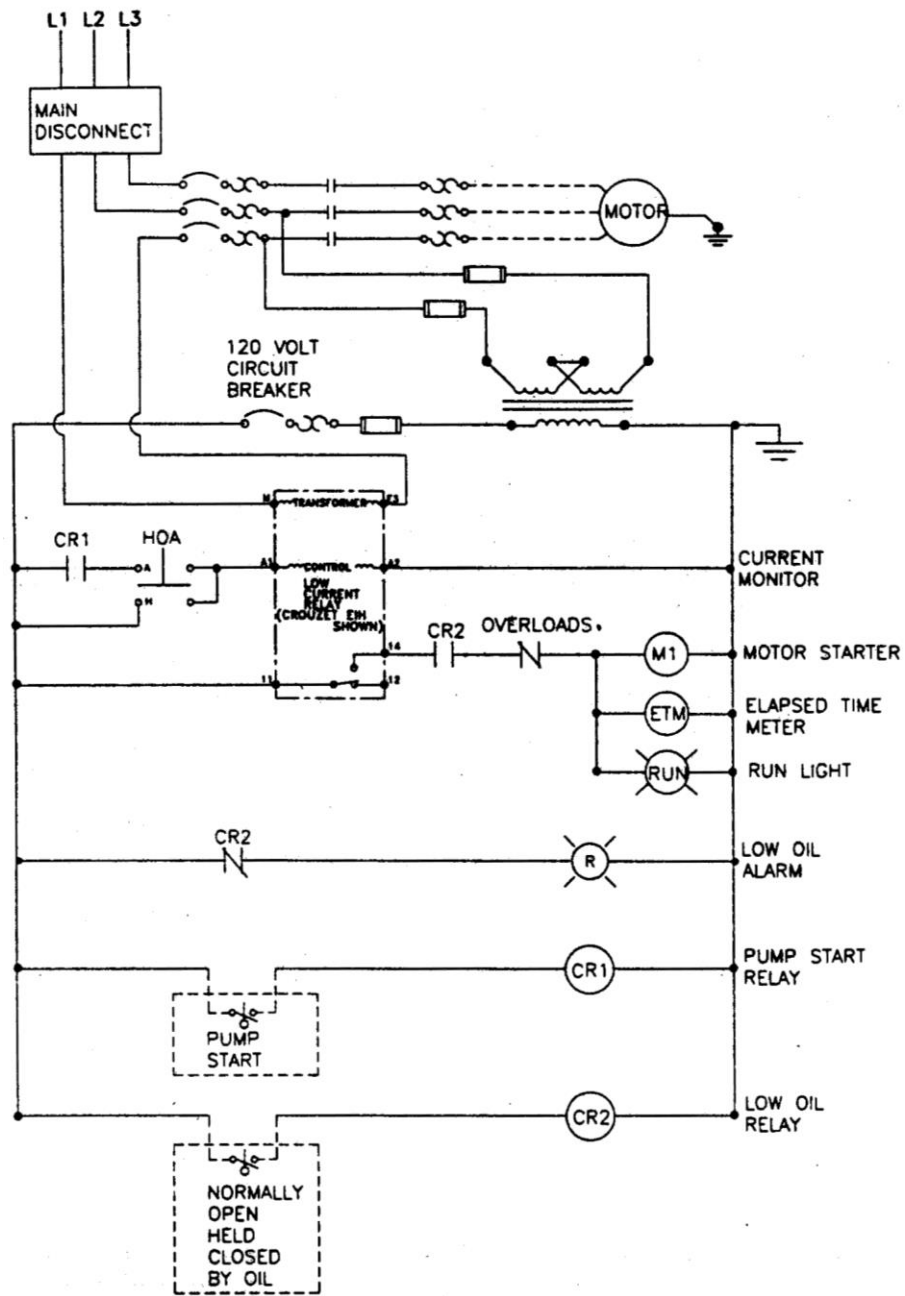 L1 L2 L3
MAIN
DISCONNECT
MOTOR
120 VOLT
CIRCUIT
BREAKER
M TRANSFORMER E3
CR1 HOA
A
H
A1 CONTROL A2
LOW
CURRENT
RELAY
(CROUZET EIH
SHOWN)
CURRENT
MONITOR
14 CR2 OVERLOADS.
11 12
M1 MOTOR STARTER
ETM ELAPSED TIME
METER
RUN RUN LIGHT
CR2
R LOW OIL
ALARM
CR1 PUMP START
RELAY
PUMP
START
CR2 LOW OIL
RELAY
NORMALLY
OPEN
HELD
CLOSED
BY OIL